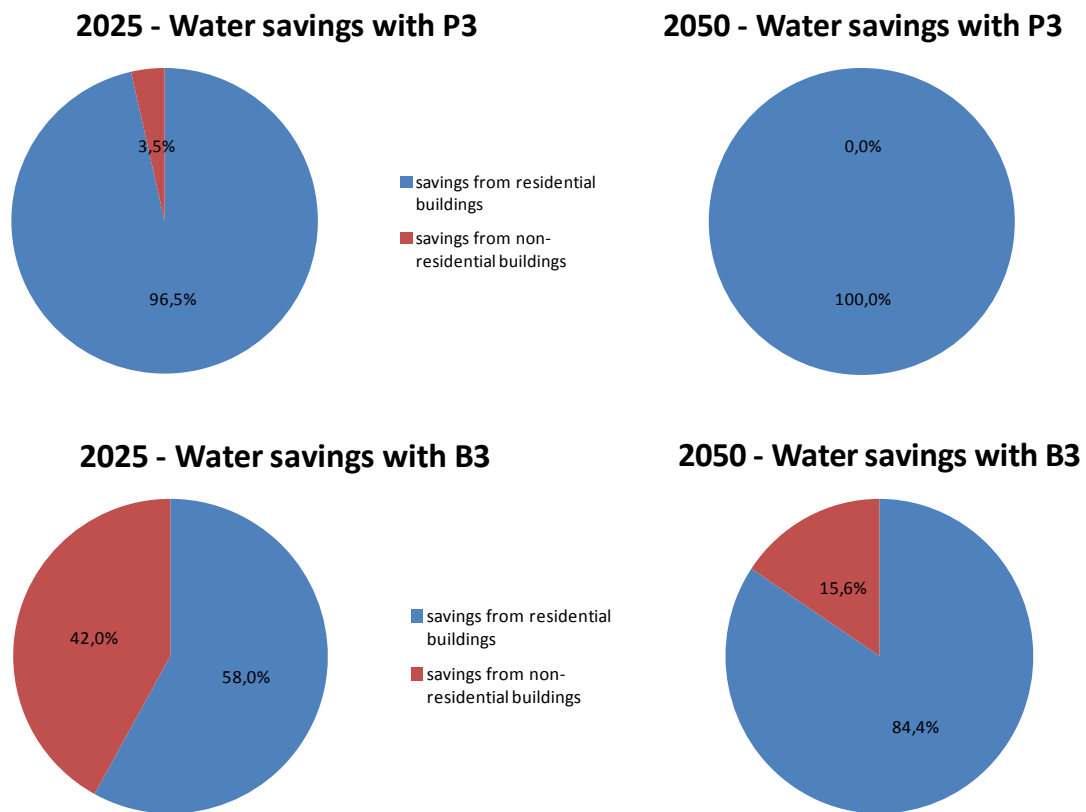 2025 - Water savings with P3
2050 - Water savings with P3
3,5%
96,5%
savings from residential
buildings
savings from non-
residential buildings
0,0%
100,0%
2025 - Water savings with B3
2050 - Water savings with B3
42,0%
58,0%
savings from residential
buildings
savings from non-
residential buildings
15,6%
84,4%